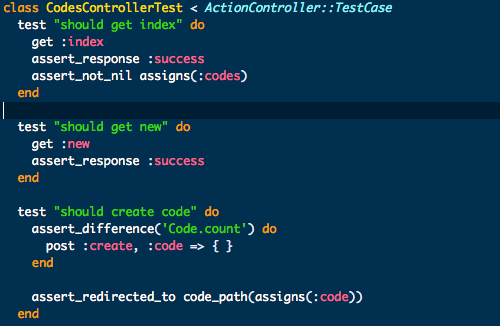 class CodesControllerTest < ActionController::TestCase
  test "should get index" do
    get :index
    assert_response :success
    assert_not_nil assigns(:codes)
  end

  test "should get new" do
    get :new
    assert_response :success
  end

  test "should create code" do
    assert_difference('Code.count') do
      post :create, :code => { }
    end

    assert_redirected_to code_path(assigns(:code))
  end